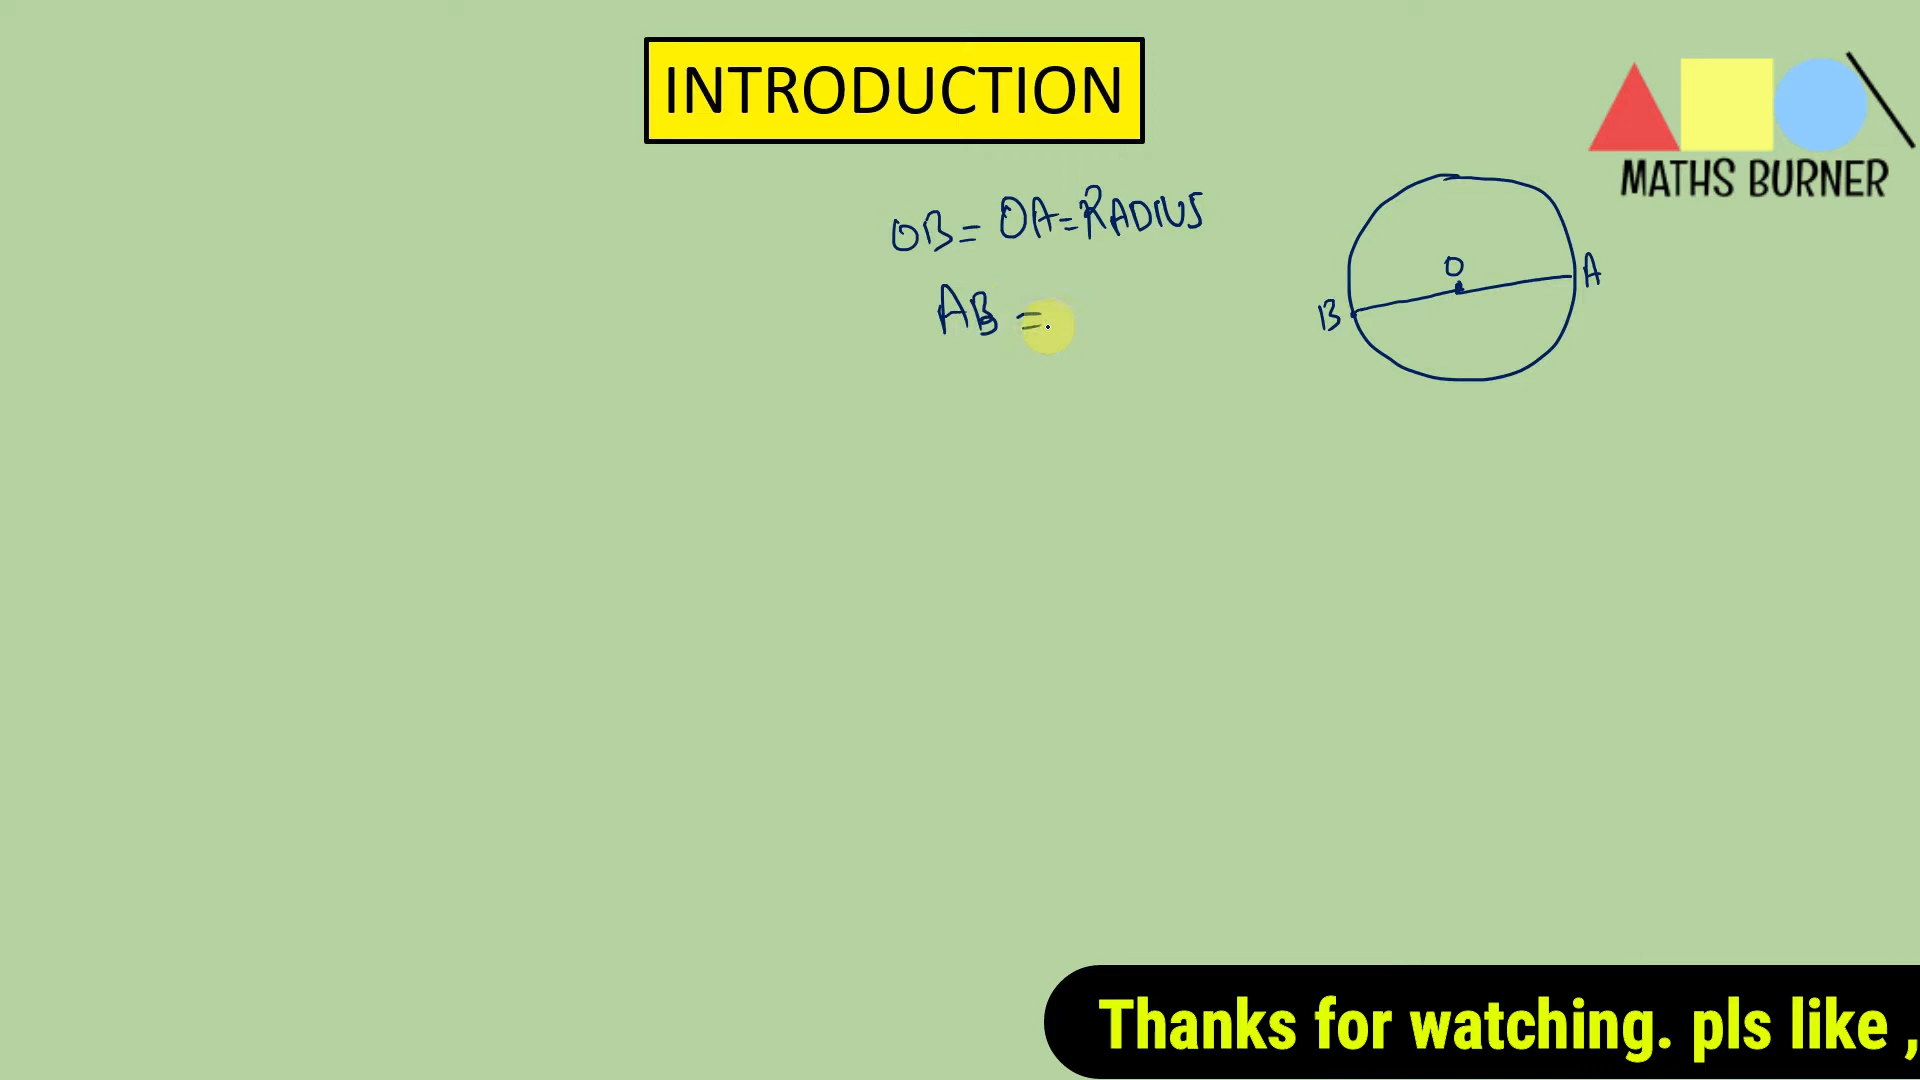 INTRODUCTION
MATHS BURNER
OB = OA = RADIUS
AB =
O
A
B
Thanks for watching. pls like ,